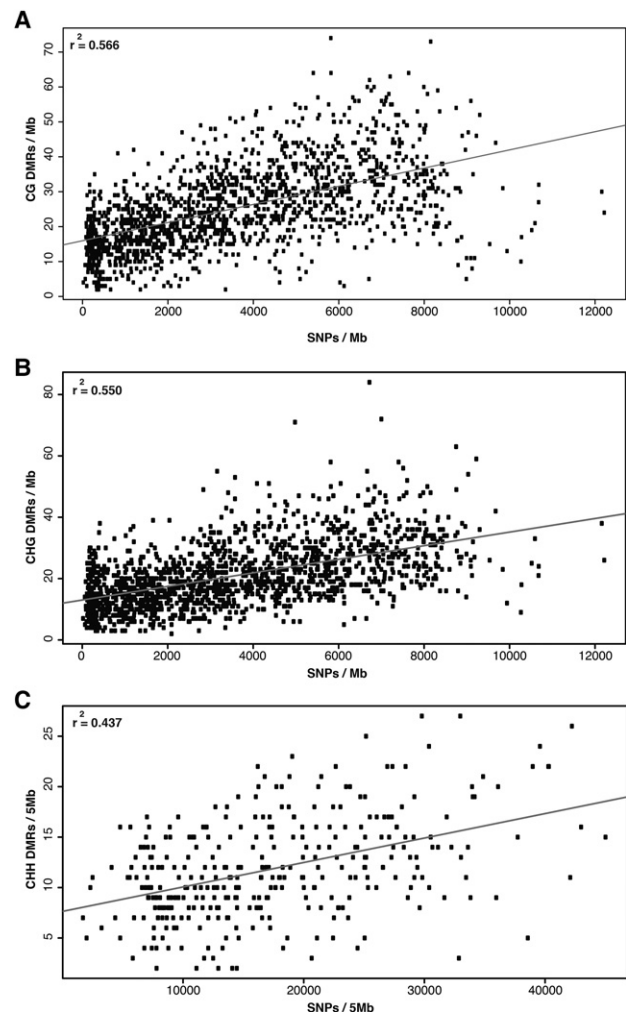 A
r² = 0.566
CG DMRs / Mb
70
60
50
40
30
20
10
0
0 2000 4000 6000 8000 10000 12000
SNPs / Mb
B
r² = 0.550
CHG DMRs / Mb
80
60
40
20
0
0 2000 4000 6000 8000 10000 12000
SNPs / Mb
C
r² = 0.437
CHH DMRs / 5Mb
25
20
15
10
5
10000 20000 30000 40000
SNPs / 5Mb